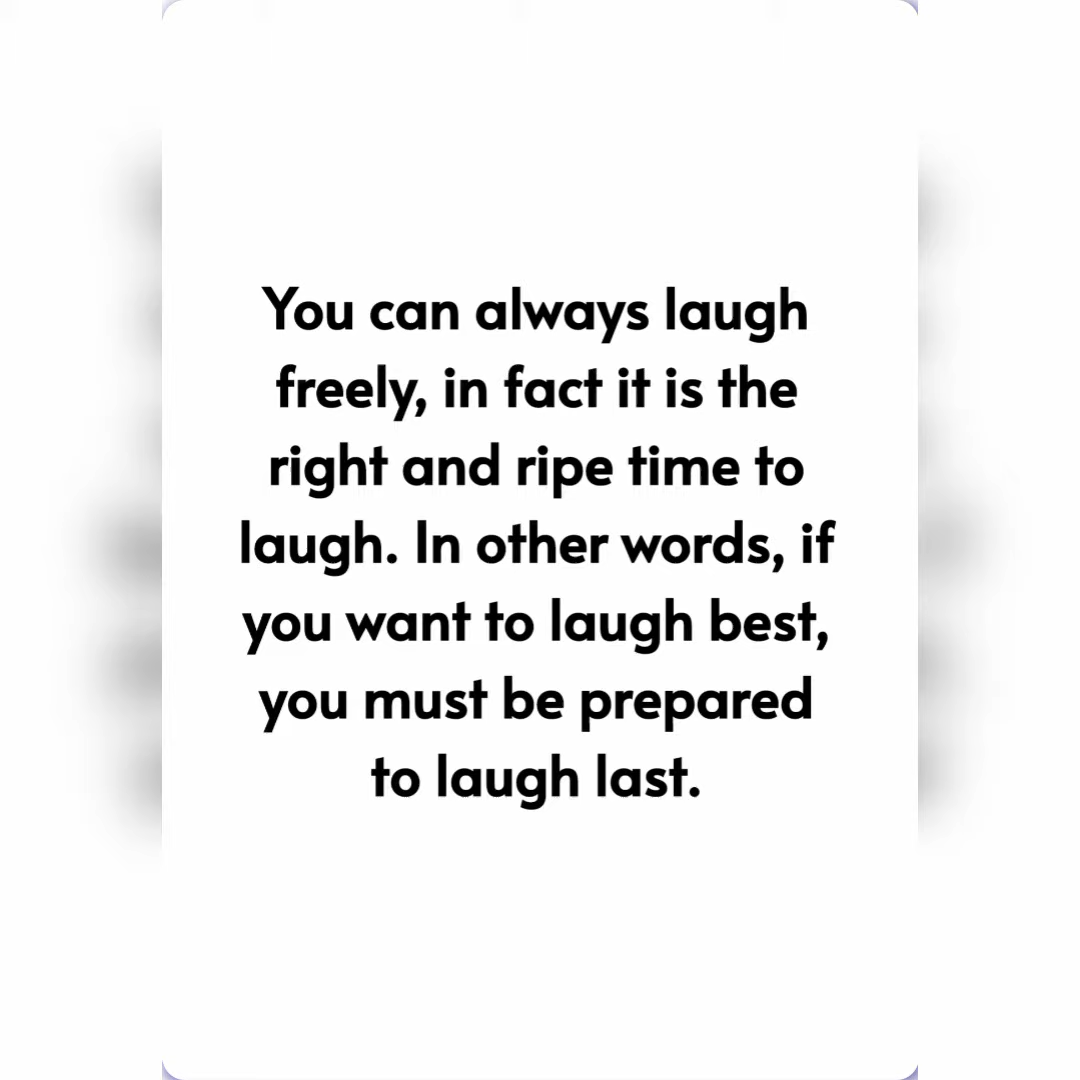 You can always laugh
freely, in fact it is the
right and ripe time to
laugh. In other words, if
you want to laugh best,
you must be prepared
to laugh last.